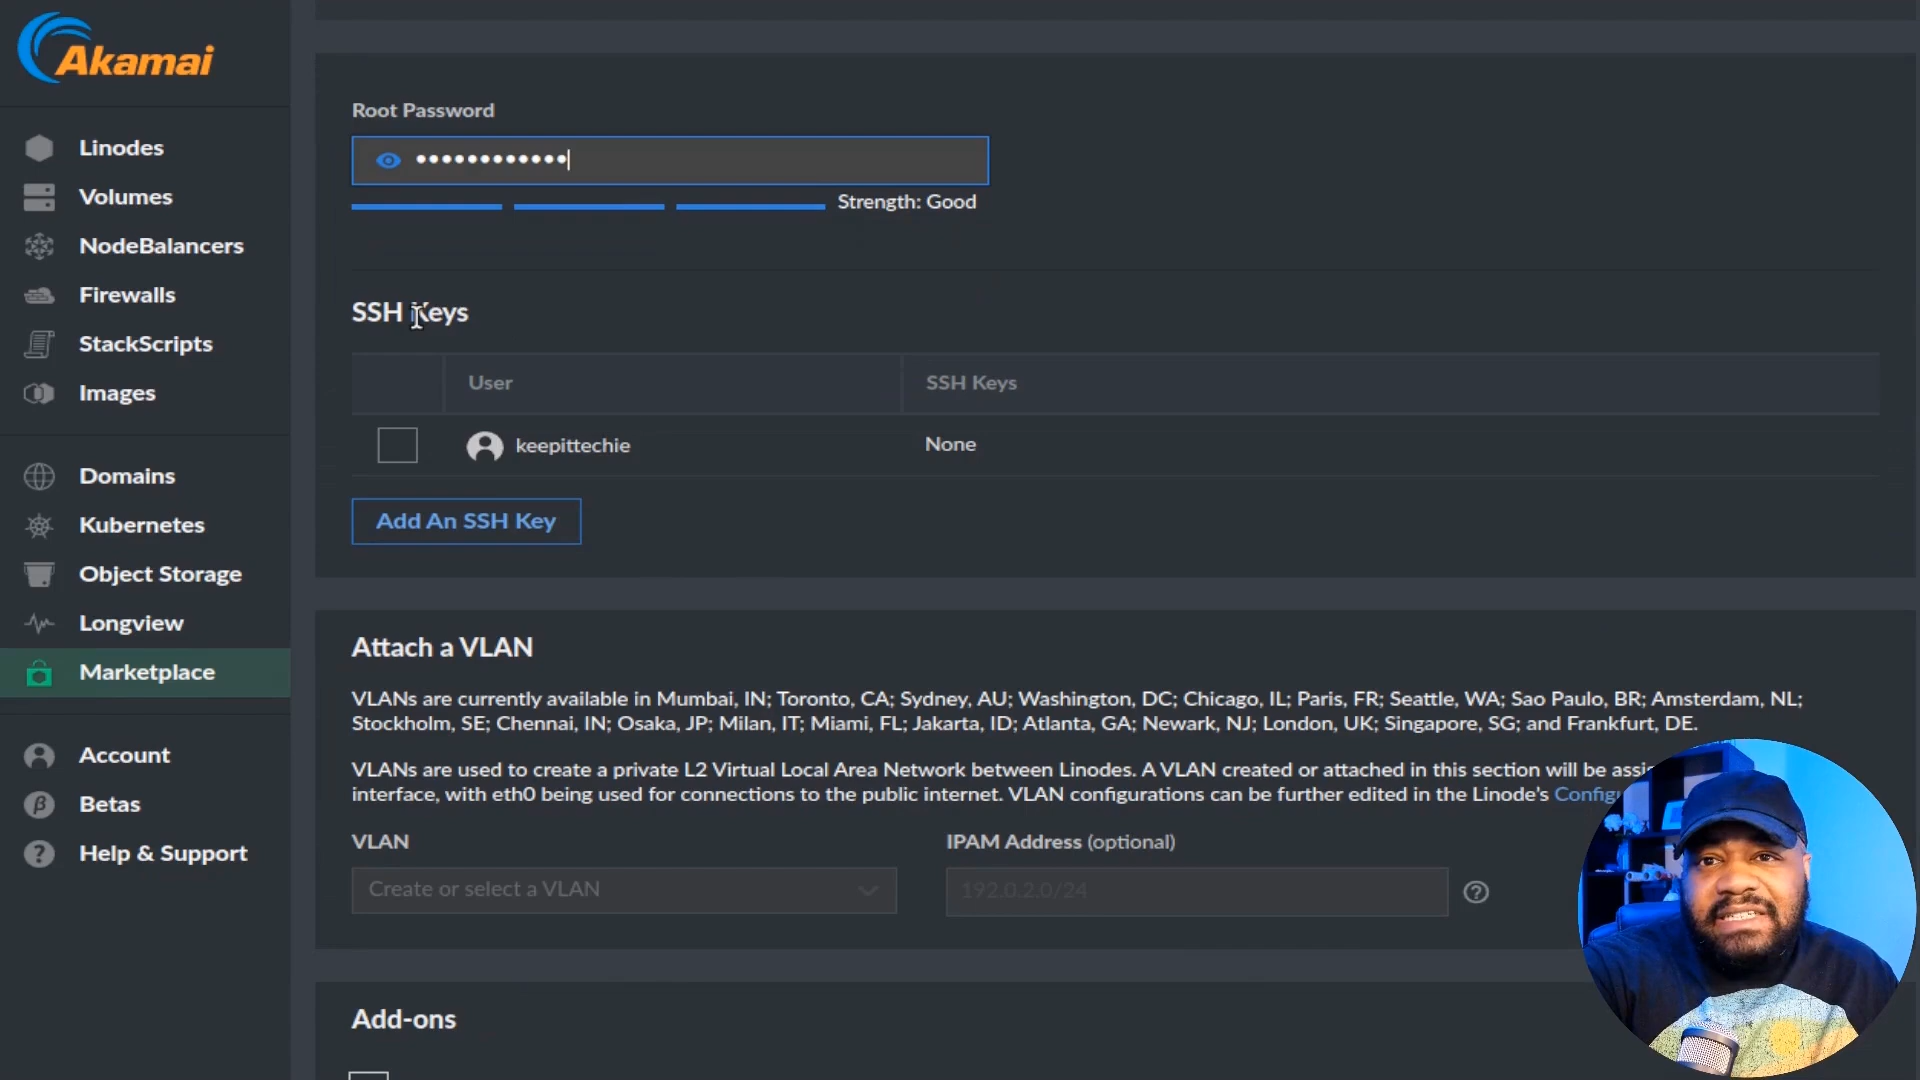 Akamai
Linodes
Volumes
NodeBalancers
Firewalls
StackScripts
Images
Domains
Kubernetes
Object Storage
Longview
Marketplace
Account
Betas
Help & Support
Root Password
••••••••••••
Strength: Good
SSH Keys
User
SSH Keys
keepittechie
None
Add An SSH Key
Attach a VLAN
VLANs are currently available in Mumbai, IN; Toronto, CA; Sydney, AU; Washington, DC; Chicago, IL; Paris, FR; Seattle, WA; Sao Paulo, BR; Amsterdam, NL;
Stockholm, SE; Chennai, IN; Osaka, JP; Milan, IT; Miami, FL; Jakarta, ID; Atlanta, GA; Newark, NJ; London, UK; Singapore, SG; and Frankfurt, DE.
VLANs are used to create a private L2 Virtual Local Area Network between Linodes. A VLAN created or attached in this section will be
interface, with eth0 being used for connections to the public internet. VLAN configurations can be further edited in the Linode's
VLAN
IPAM Address (optional)
Create or select a VLAN
192.0.2.0/24
Add-ons